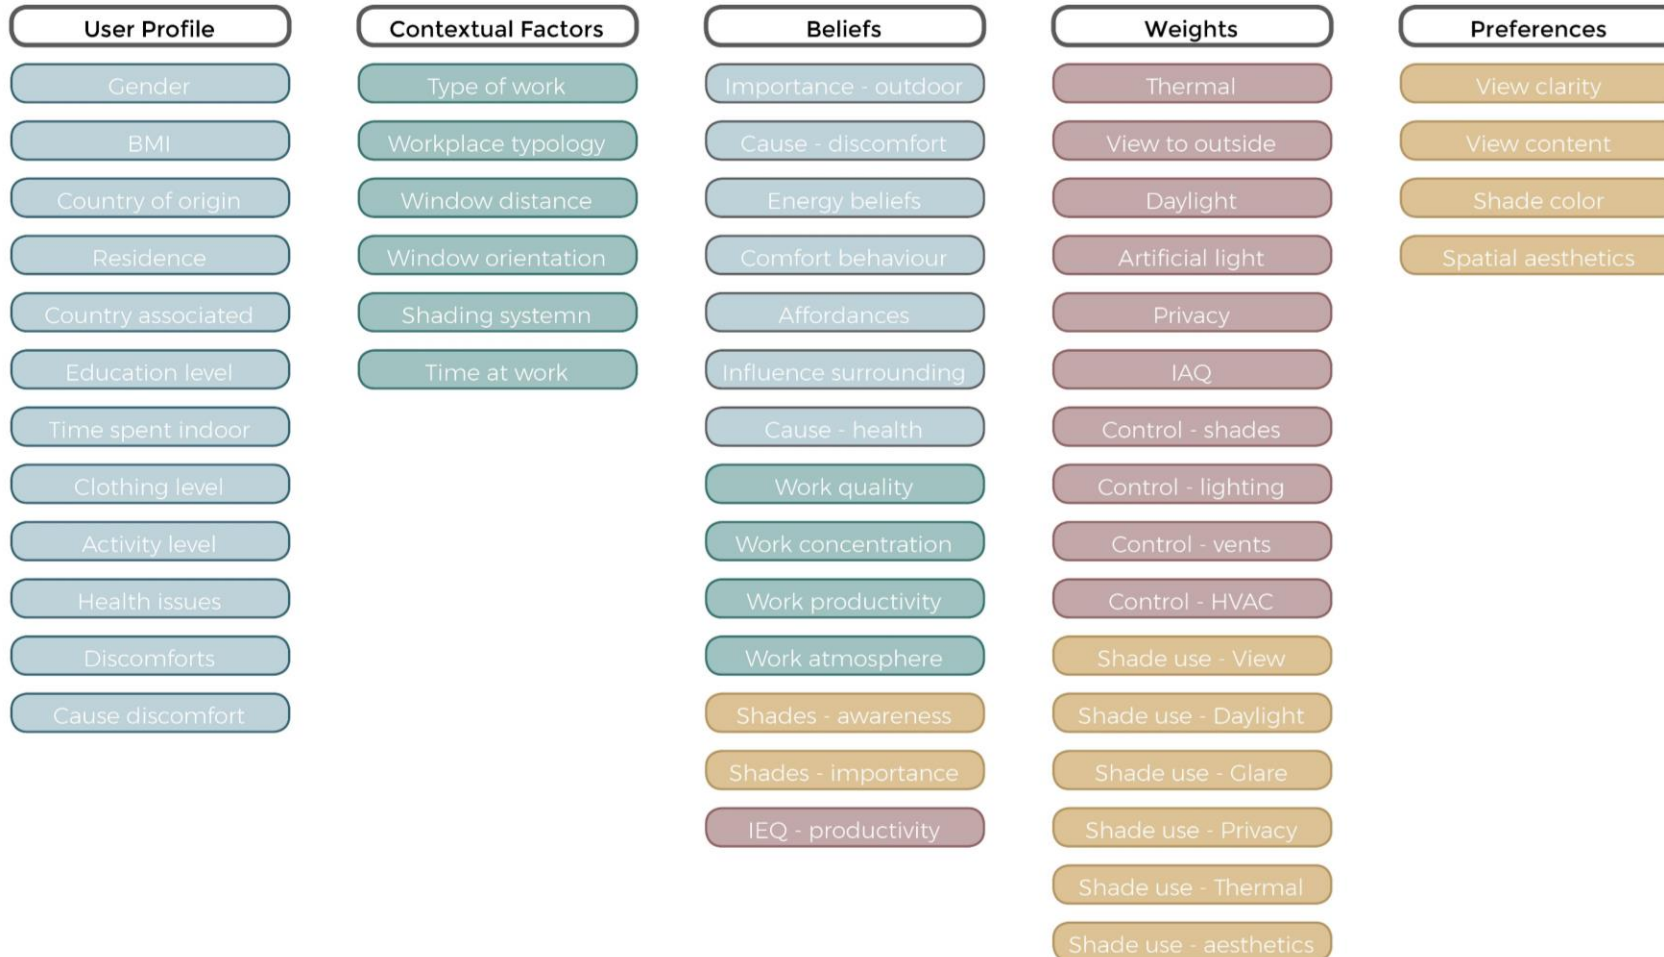 User Profile
Gender
BMI
Country of origin
Residence
Country associated
Education level
Time spent indoor
Clothing level
Activity level
Health issues
Discomforts
Cause discomfort
Contextual Factors
Type of work
Workplace typology
Window distance
Window orientation
Shading systemn
Time at work
Beliefs
Importance - outdoor
Cause - discomfort
Energy beliefs
Comfort behaviour
Affordances
Influence surrounding
Cause - health
Work quality
Work concentration
Work productivity
Work atmosphere
Shades - awareness
Shades - importance
IEQ - productivity
Weights
Thermal
View to outside
Daylight
Artificial light
Privacy
IAQ
Control - shades
Control - lighting
Control - vents
Control - HVAC
Shade use - View
Shade use - Daylight
Shade use - Glare
Shade use - Privacy
Shade use - Thermal
Shade use - aesthetics
Preferences
View clarity
View content
Shade color
Spatial aesthetics